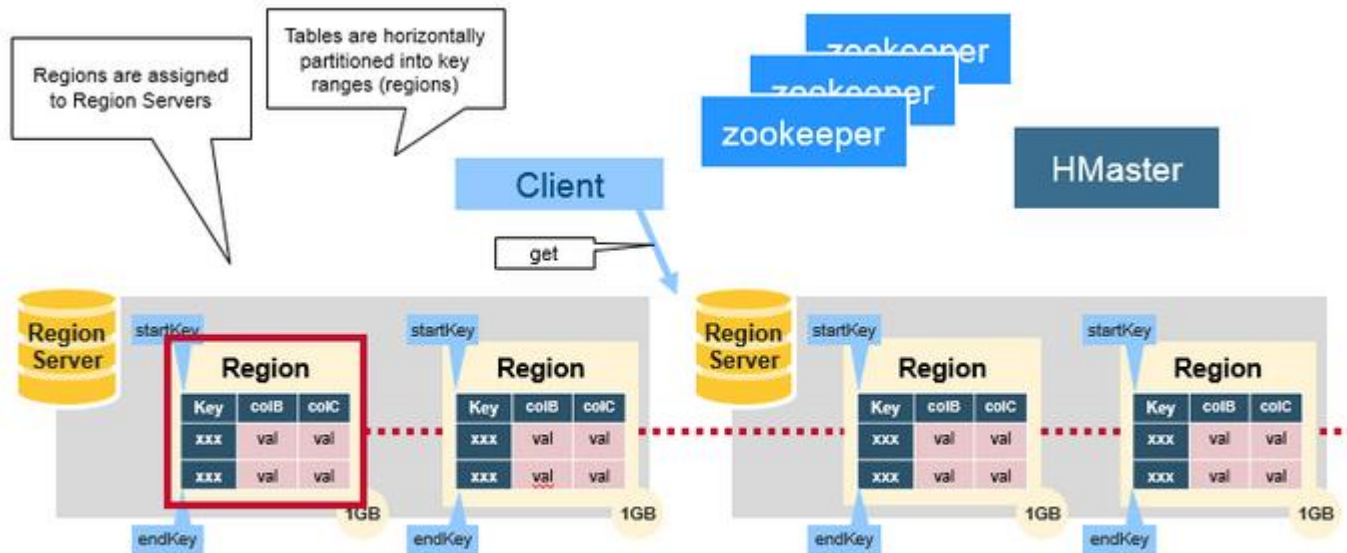 Regions are assigned
to Region Servers
Tables are horizontally
partitioned into key
ranges (regions)
zookeeper
zookeeper
zookeeper
HMaster
Client
get
Region
Server
startKey
Region
Key colB colC
xxx val val
xxx val val
1GB
endKey
startKey
Region
Key colB colC
xxx val val
xxx val val
1GB
endKey
Region
Server
startKey
Region
Key colB colC
xxx val val
xxx val val
1GB
endKey
startKey
Region
Key colB colC
xxx val val
xxx val val
1GB
endKey